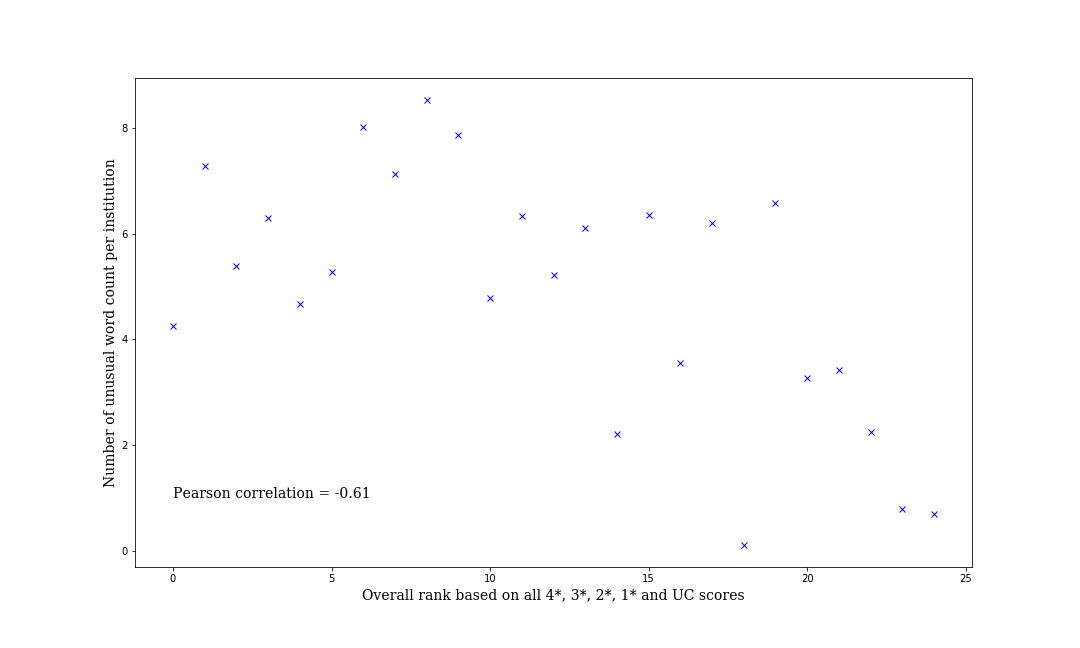 Number of unusual word count per institution
8
6
4
2
0
Pearson correlation = -0.61
0 5 10 15 20 25
Overall rank based on all 4*, 3*, 2*, 1* and UC scores